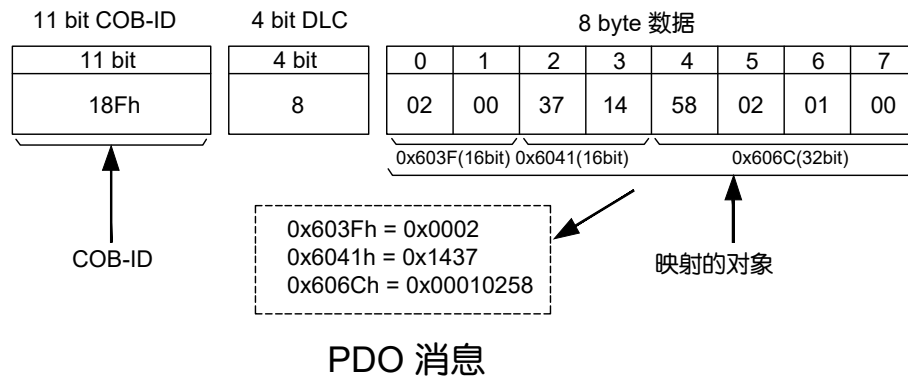 11 bit COB-ID 4 bit DLC 8 byte 数据
11 bit 4 bit 0 1 2 3 4 5 6 7
18Fh 8 02 00 37 14 58 02 01 00
0x603F(16bit) 0x6041(16bit) 0x606C(32bit)
0x603Fh = 0x0002
0x6041h = 0x1437
0x606Ch = 0x00010258
COB-ID 映射的对象
PDO 消息